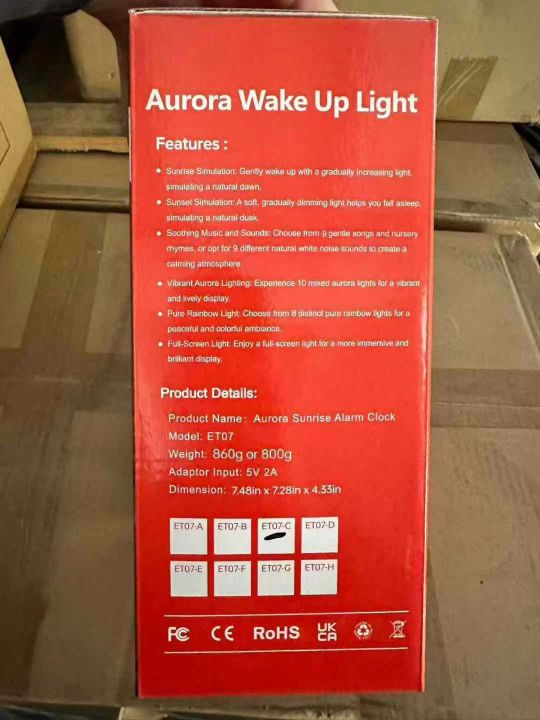 Aurora Wake Up Light
Features :
• Sunrise Simulation: Gently wake up with a gradually increasing light,
simulating a natural dawn.
• Sunset Simulation: A soft, gradually dimming light helps you fall asleep,
simulating a natural dusk.
• Soothing Music and Sounds: Choose from 9 gentle songs and nursery
rhymes, or opt for 9 different natural white noise sounds to create a
calming atmosphere.
• Vibrant Aurora Lighting: Experience 10 mixed aurora lights for a vibrant
and lively display.
• Pure Rainbow Light: Choose from 8 distinct pure rainbow lights for a
peaceful and colorful ambiance.
• Full-Screen Light: Enjoy a full-screen light for a more immersive and
brilliant display.
Product Details:
Product Name: Aurora Sunrise Alarm Clock
Model: ET07
Weight: 860g or 800g
Adaptor Input: 5V 2A
Dimension: 7.48in x 7.28in x 4.33in
ET07-A ET07-B ET07-C ET07-D
ET07-E ET07-F ET07-G ET07-H
FC CE RoHS UK CA